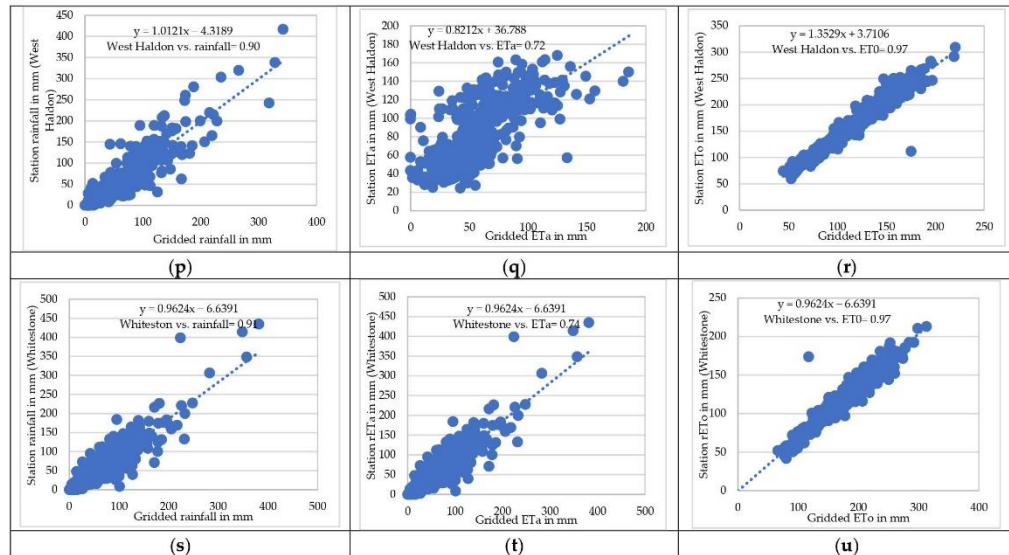 y = 1.0121x − 4.3189
West Haldon vs. rainfall= 0.90
Station rainfall in mm (West
Haldon)
450
400
350
300
250
200
150
100
50
0
0 100 200 300 400
Gridded rainfall in mm
y = 0.8212x + 36.788
West Haldon vs. ETa= 0.72
Station ETa in mm (West Haldon)
200
180
160
140
120
100
80
60
40
20
0
0 50 100 150 200
Gridded ETa in mm
y = 1.3529x + 3.7106
West Haldon vs. ET0= 0.97
Station ETo in mm (West Haldon)
400
350
300
250
200
150
100
50
0
0 50 100 150 200 250
Gridded ETo in mm
(p) (q) (r)
y = 0.9624x − 6.6391
Whiteston vs. rainfall= 0.91
Station rainfall in mm (Whitestone)
500
450
400
350
300
250
200
150
100
50
0
0 100 200 300 400 500
Gridded rainfall in mm
y = 0.9624x − 6.6391
Whitestone vs. ETa= 0.74
Station rETa in mm (Whitestone)
500
450
400
350
300
250
200
150
100
50
0
0 100 200 300 400 500
Gridded ETa in mm
y = 0.9624x − 6.6391
Whitestone vs. ET0= 0.97
Station rETo in mm (Whitestone)
250
200
150
100
50
0
0 100 200 300 400
Gridded ETo in mm
(s) (t) (u)